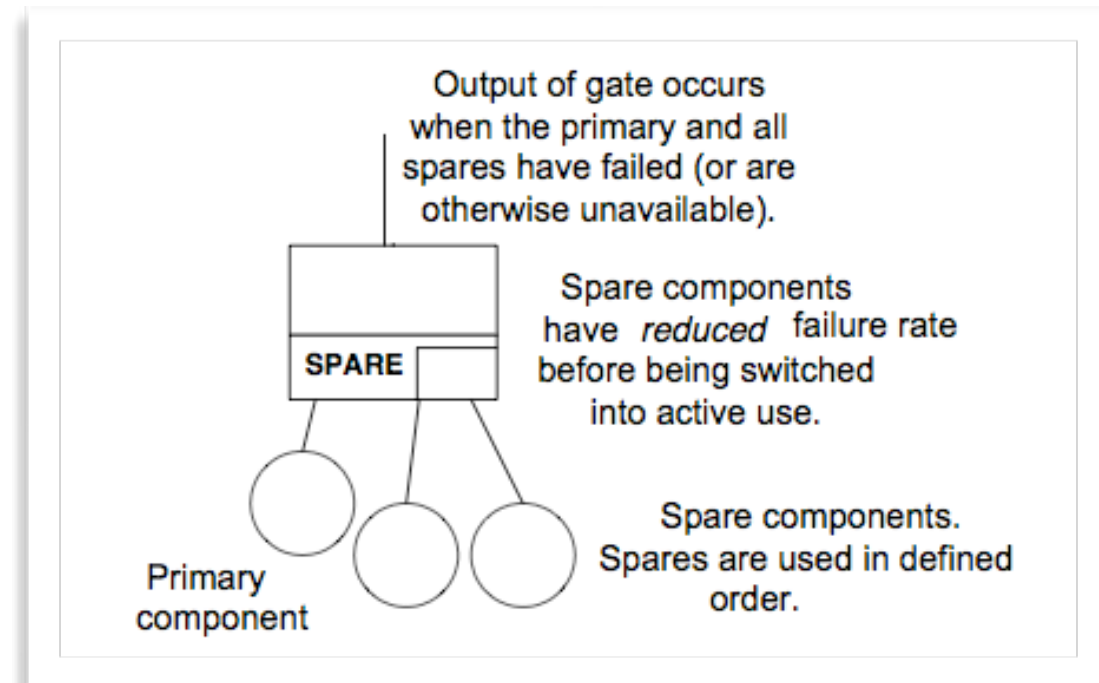 Output of gate occurs
when the primary and all
spares have failed (or are
otherwise unavailable).
Spare components
have reduced failure rate
before being switched
into active use.
SPARE
Spare components.
Spares are used in defined
order.
Primary
component